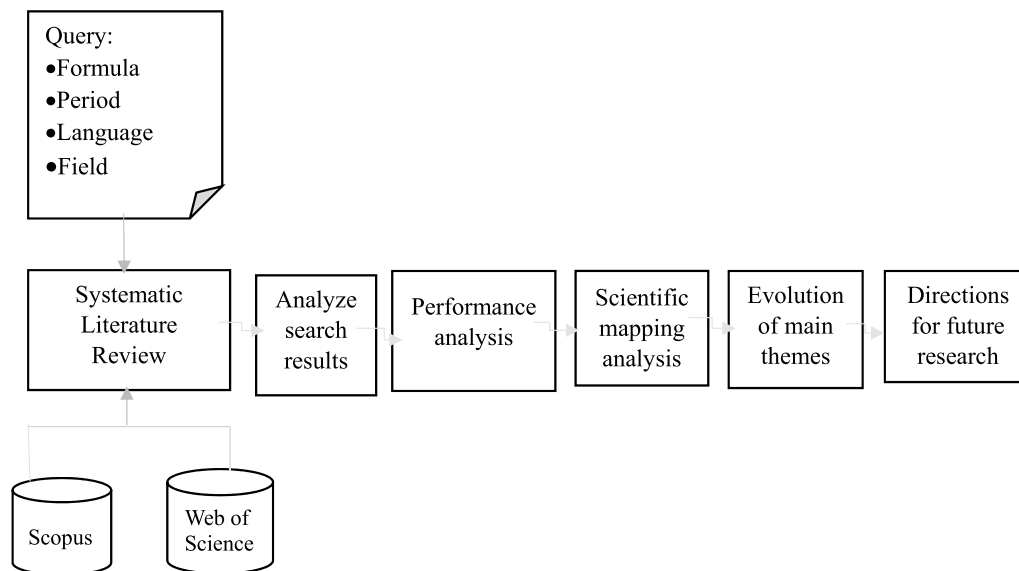 Query:
•Formula
•Period
•Language
•Field
Systematic
Literature
Review
Analyze
search
results
Performance
analysis
Scientific
mapping
analysis
Evolution
of main
themes
Directions
for future
research
Scopus
Web of
Science